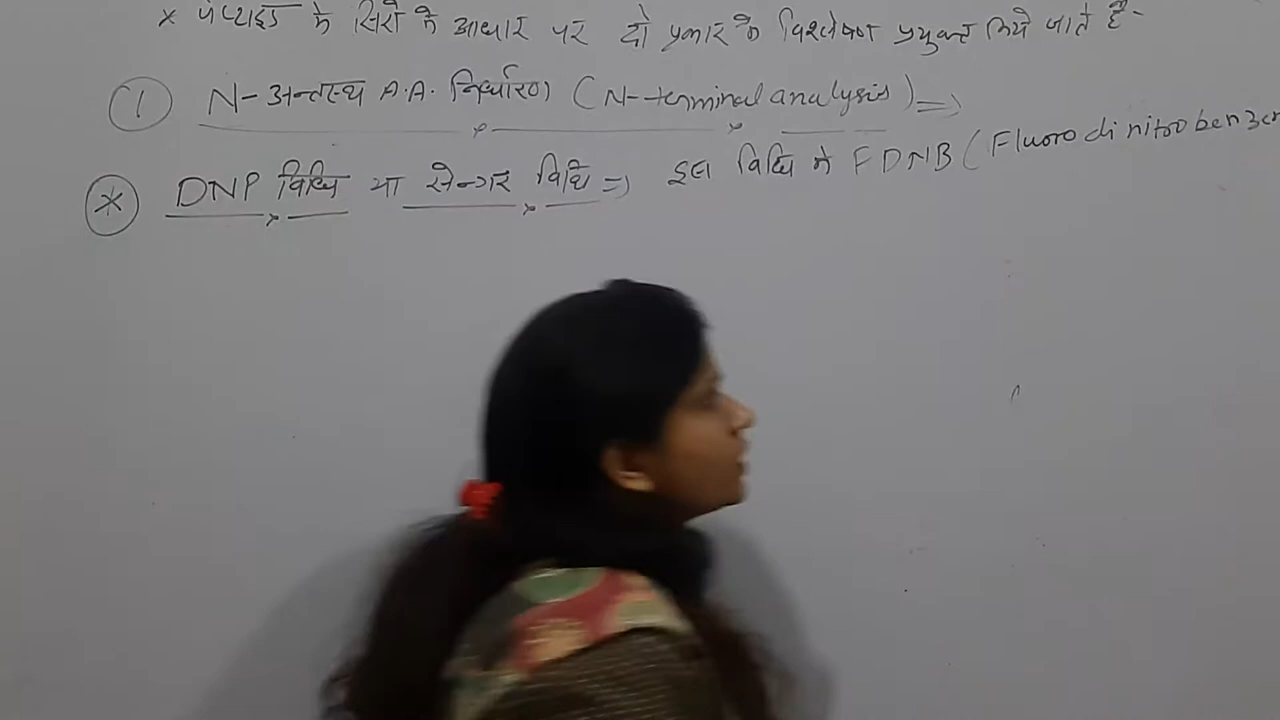 × पेप्टाइड के सिरों के आधार पर दो प्रकार के विश्लेषण प्रयुक्त किये जाते है-
① N-अन्तस्थ A.A. निर्धारण (N-terminal analysis) ⇒
* DNP विधि या सेन्गर विधि ⇒ इस विधि मे FDNB (Fluoro di nitro benzen